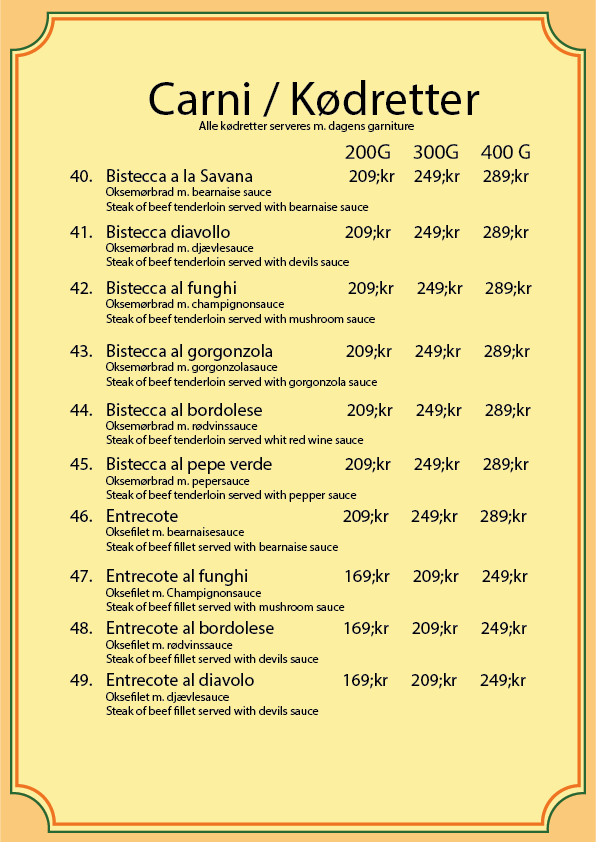 Carni / Kødretter
Alle kødretter serveres m. dagens garniture
200G 300G 400 G
40. Bistecca a la Savana 209;kr 249;kr 289;kr
Oksemørbrad m. bearnaise sauce
Steak of beef tenderloin served with bearnaise sauce
41. Bistecca diavollo 209;kr 249;kr 289;kr
Oksemørbrad m. djævlesauce
Steak of beef tenderloin served with devils sauce
42. Bistecca al funghi 209;kr 249;kr 289;kr
Oksemørbrad m. champignonsauce
Steak of beef tenderloin served with mushroom sauce
43. Bistecca al gorgonzola 209;kr 249;kr 289;kr
Oksemørbrad m. gorgonzolasauce
Steak of beef tenderloin served with gorgonzola sauce
44. Bistecca al bordolese 209;kr 249;kr 289;kr
Oksemørbrad m. rødvinssauce
Steak of beef tenderloin served whit red wine sauce
45. Bistecca al pepe verde 209;kr 249;kr 289;kr
Oksemørbrad m. pepersauce
Steak of beef tenderloin served with pepper sauce
46. Entrecote 209;kr 249;kr 289;kr
Oksefilet m. bearnaisesauce
Steak of beef fillet served with bearnaise sauce
47. Entrecote al funghi 169;kr 209;kr 249;kr
Oksefilet m. Champignonsauce
Steak of beef fillet served with mushroom sauce
48. Entrecote al bordolese 169;kr 209;kr 249;kr
Oksefilet m. rødvinssauce
Steak of beef fillet served with devils sauce
49. Entrecote al diavolo 169;kr 209;kr 249;kr
Oksefilet m. djævlesauce
Steak of beef fillet served with devils sauce